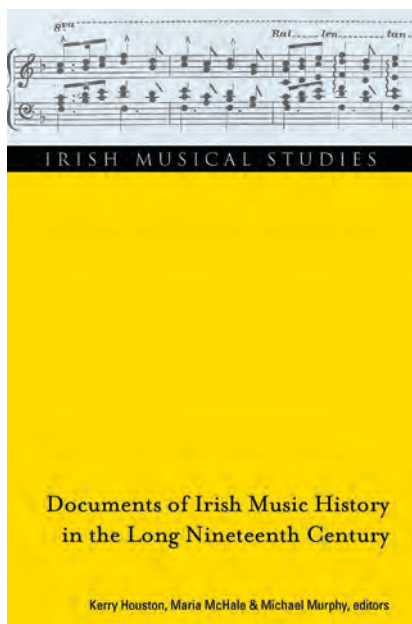 8va
Ral ten tan
IRISH MUSICAL STUDIES
Documents of Irish Music History
in the Long Nineteenth Century
Kerry Houston, Maria McHale & Michael Murphy, editors